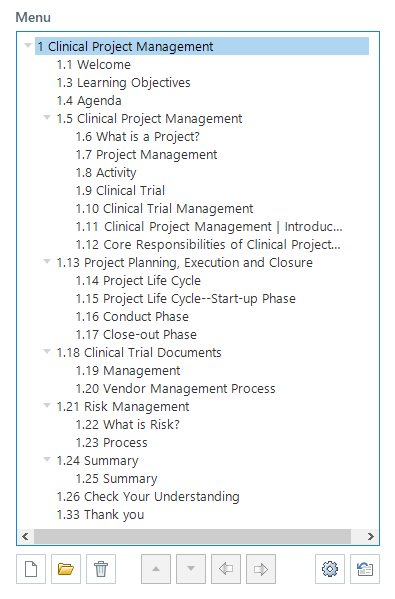 Menu
1 Clinical Project Management
1.1 Welcome
1.3 Learning Objectives
1.4 Agenda
1.5 Clinical Project Management
1.6 What is a Project?
1.7 Project Management
1.8 Activity
1.9 Clinical Trial
1.10 Clinical Trial Management
1.11 Clinical Project Management | Introduc...
1.12 Core Responsibilities of Clinical Project...
1.13 Project Planning, Execution and Closure
1.14 Project Life Cycle
1.15 Project Life Cycle--Start-up Phase
1.16 Conduct Phase
1.17 Close-out Phase
1.18 Clinical Trial Documents
1.19 Management
1.20 Vendor Management Process
1.21 Risk Management
1.22 What is Risk?
1.23 Process
1.24 Summary
1.25 Summary
1.26 Check Your Understanding
1.33 Thank you